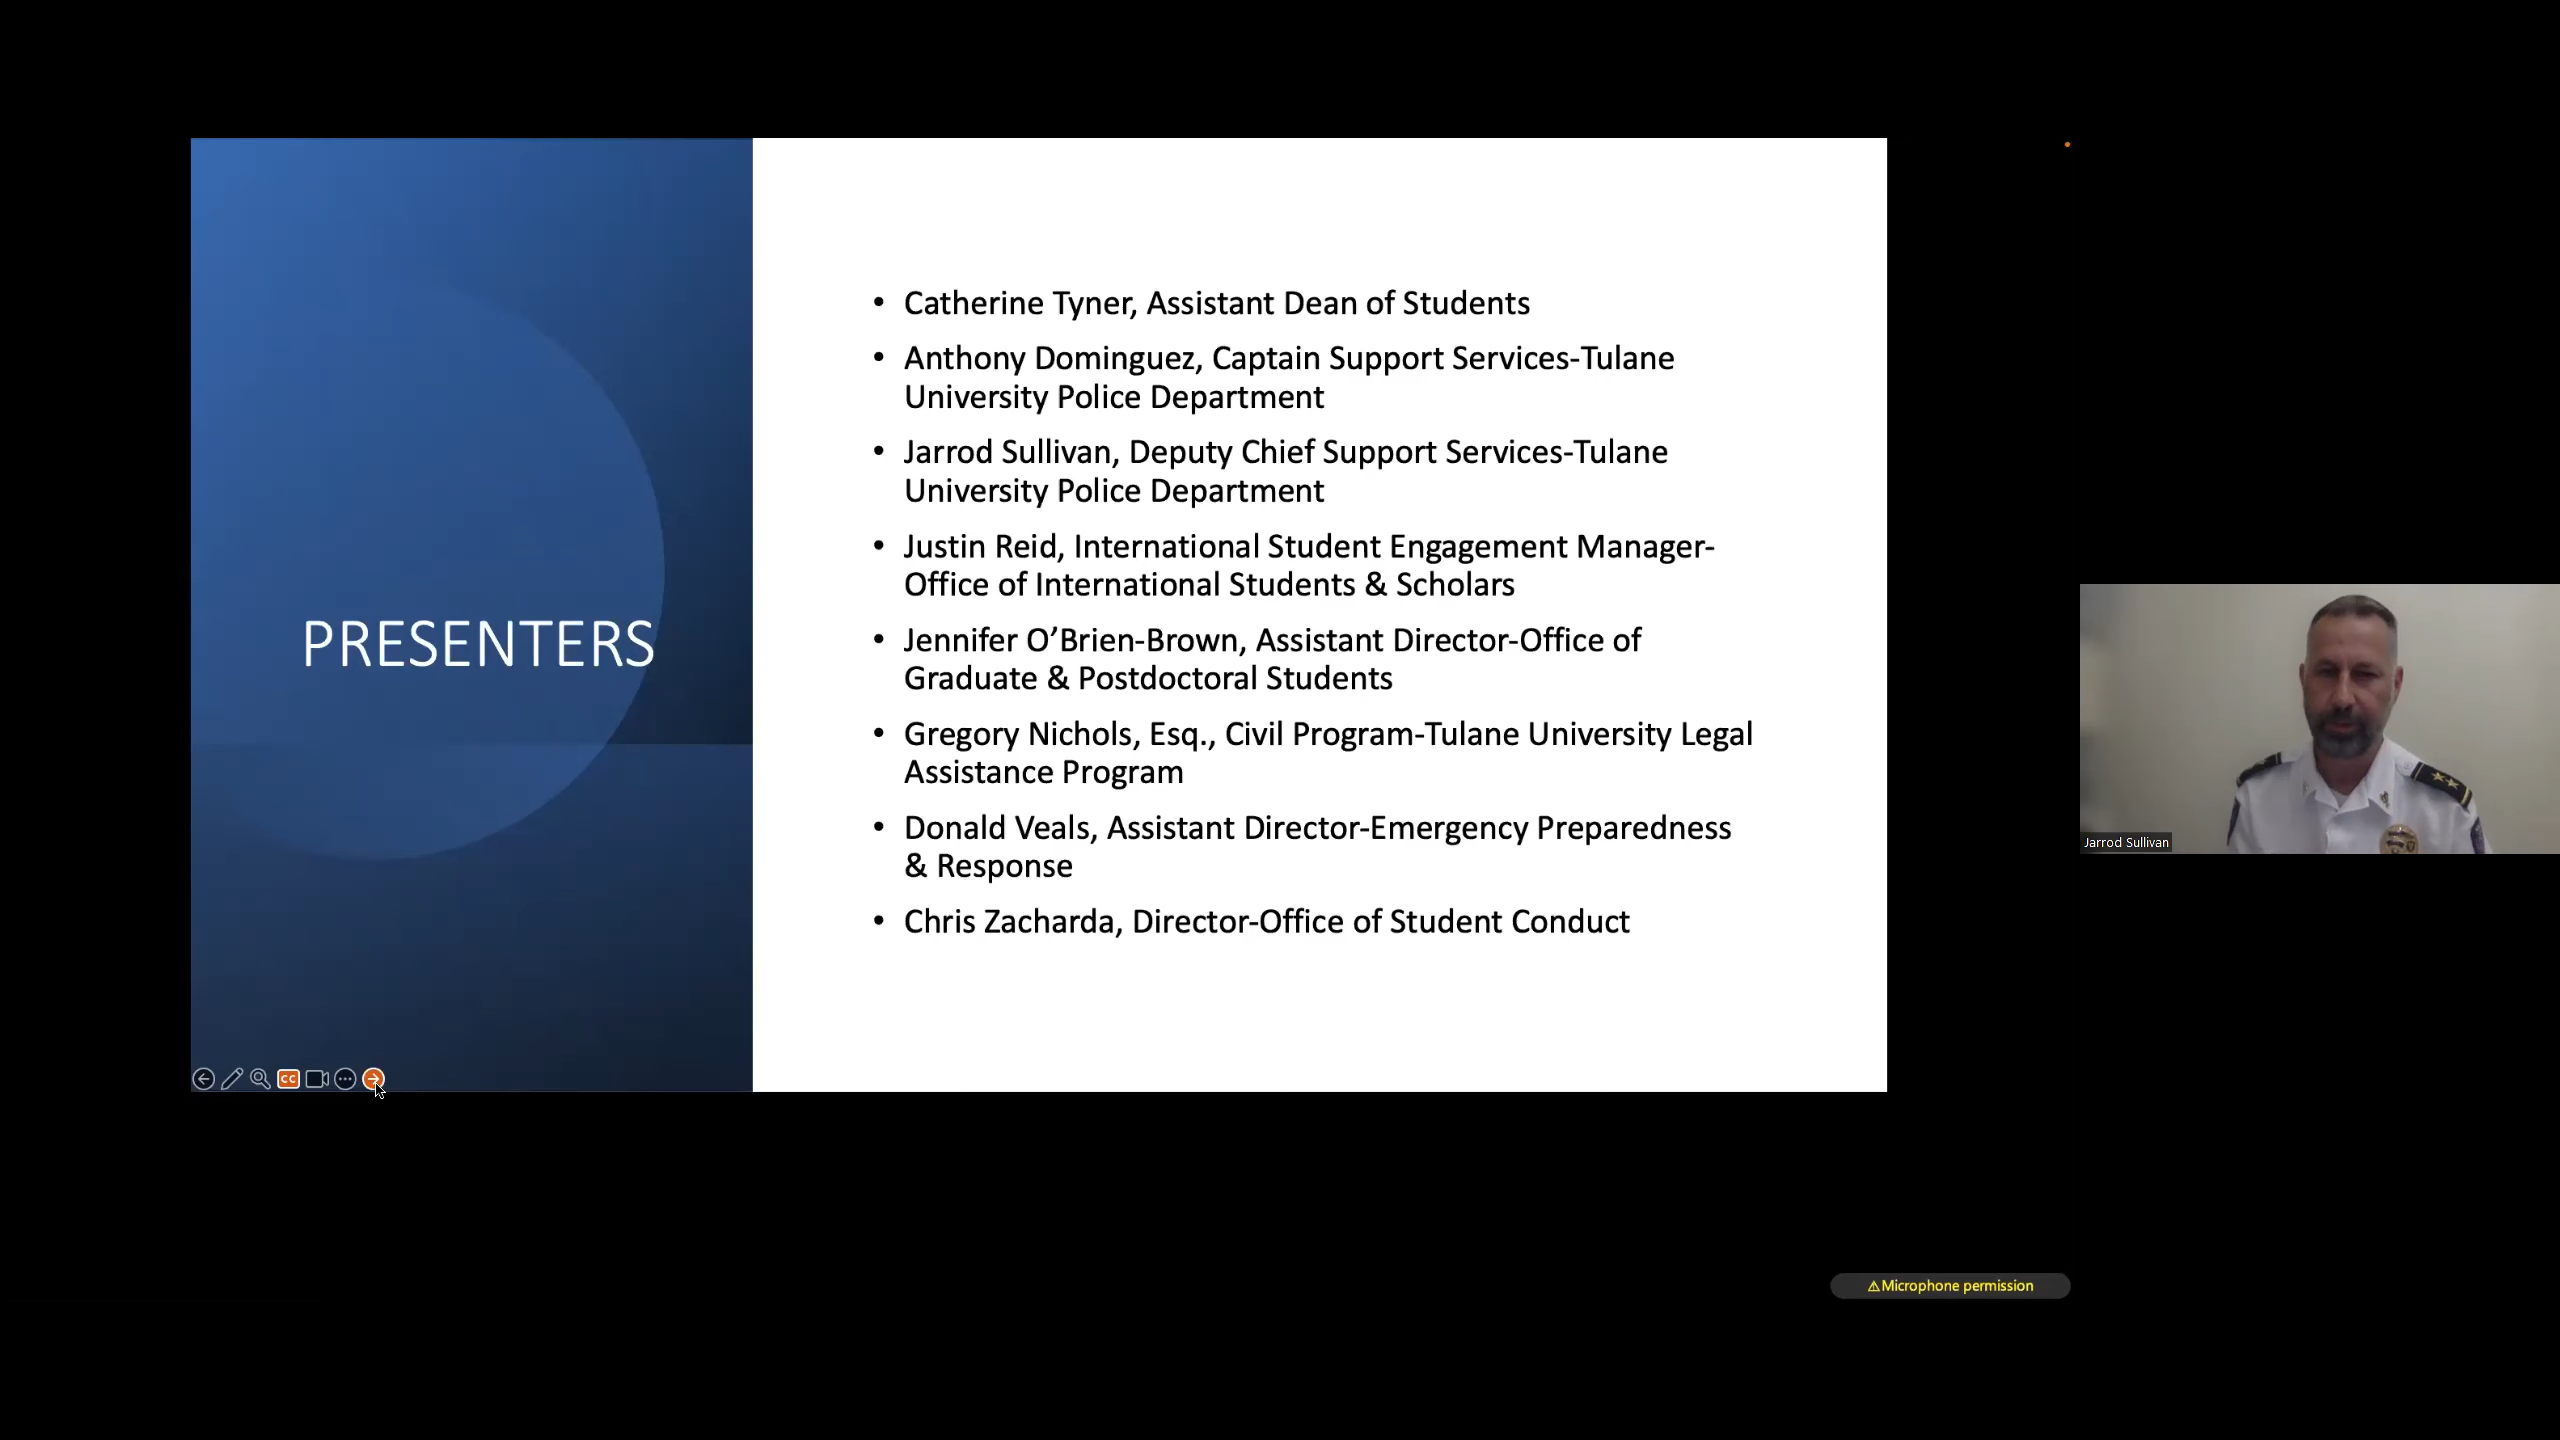 PRESENTERS
• Catherine Tyner, Assistant Dean of Students
• Anthony Dominguez, Captain Support Services-Tulane
University Police Department
• Jarrod Sullivan, Deputy Chief Support Services-Tulane
University Police Department
• Justin Reid, International Student Engagement Manager-
Office of International Students & Scholars
• Jennifer O’Brien-Brown, Assistant Director-Office of
Graduate & Postdoctoral Students
• Gregory Nichols, Esq., Civil Program-Tulane University Legal
Assistance Program
• Donald Veals, Assistant Director-Emergency Preparedness
& Response
• Chris Zacharda, Director-Office of Student Conduct
CC
Jarrod Sullivan
⚠Microphone permission